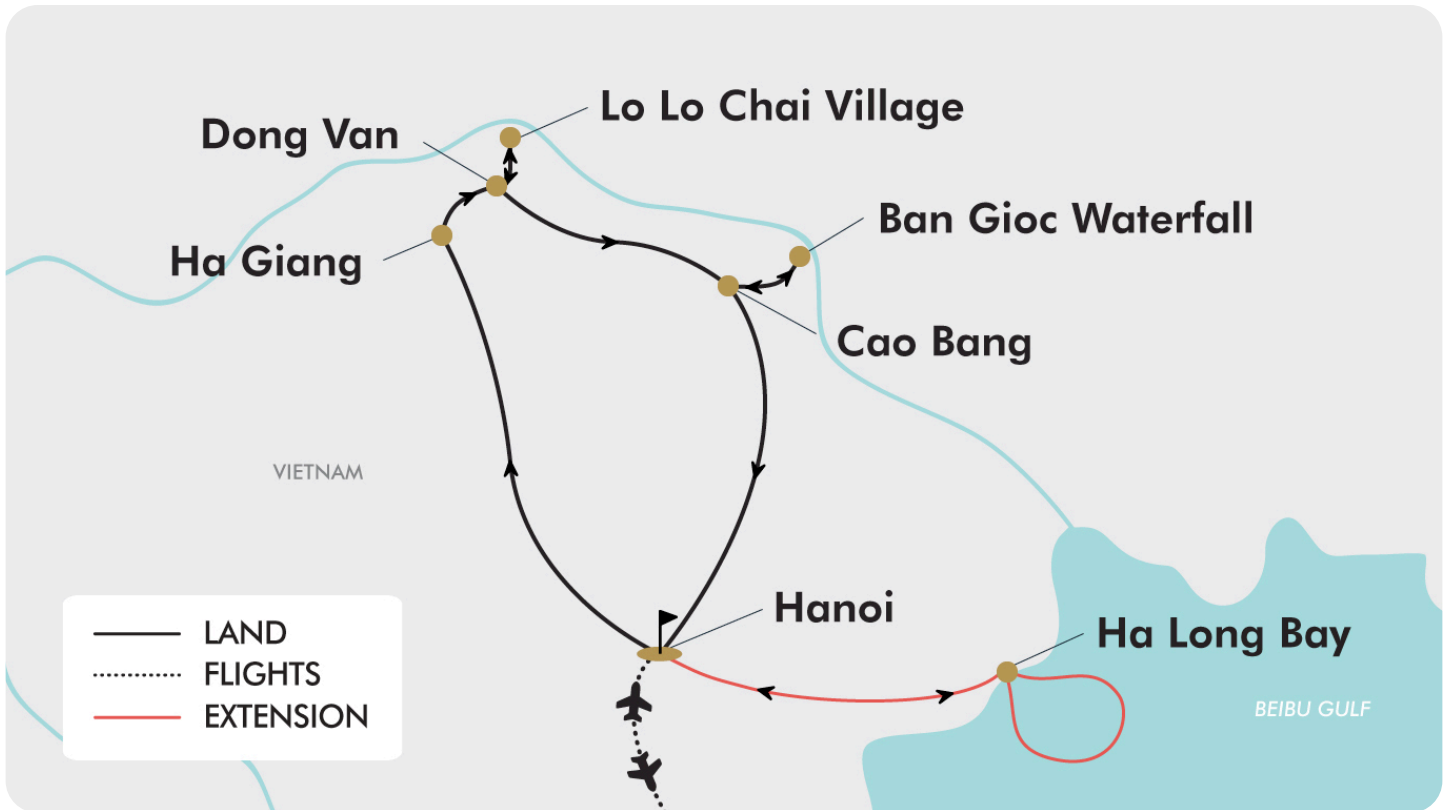 Lo Lo Chai Village
Dong Van
Ban Gioc Waterfall
Ha Giang
Cao Bang
VIETNAM
Hanoi
Ha Long Bay
LAND
FLIGHTS
EXTENSION
BEIBU GULF